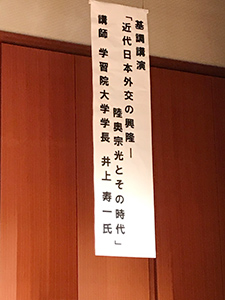 基調講演
「近代日本外交の興隆―
陸奥宗光とその時代」
講師 学習院大学学長 井上 寿一氏